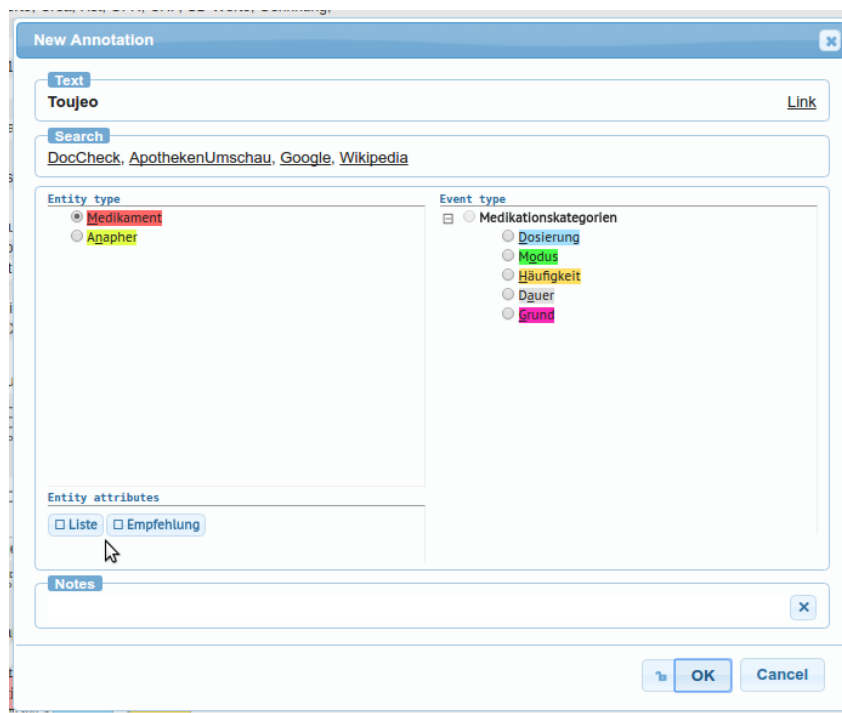 New Annotation
Text
Toujeo Link
Search
DocCheck, ApothekenUmschau, Google, Wikipedia
Entity type
Medikament
Anapher
Event type
Medikationskategorien
Dosierung
Modus
Häufigkeit
Dauer
Grund
Entity attributes
Liste Empfehlung
Notes
OK Cancel